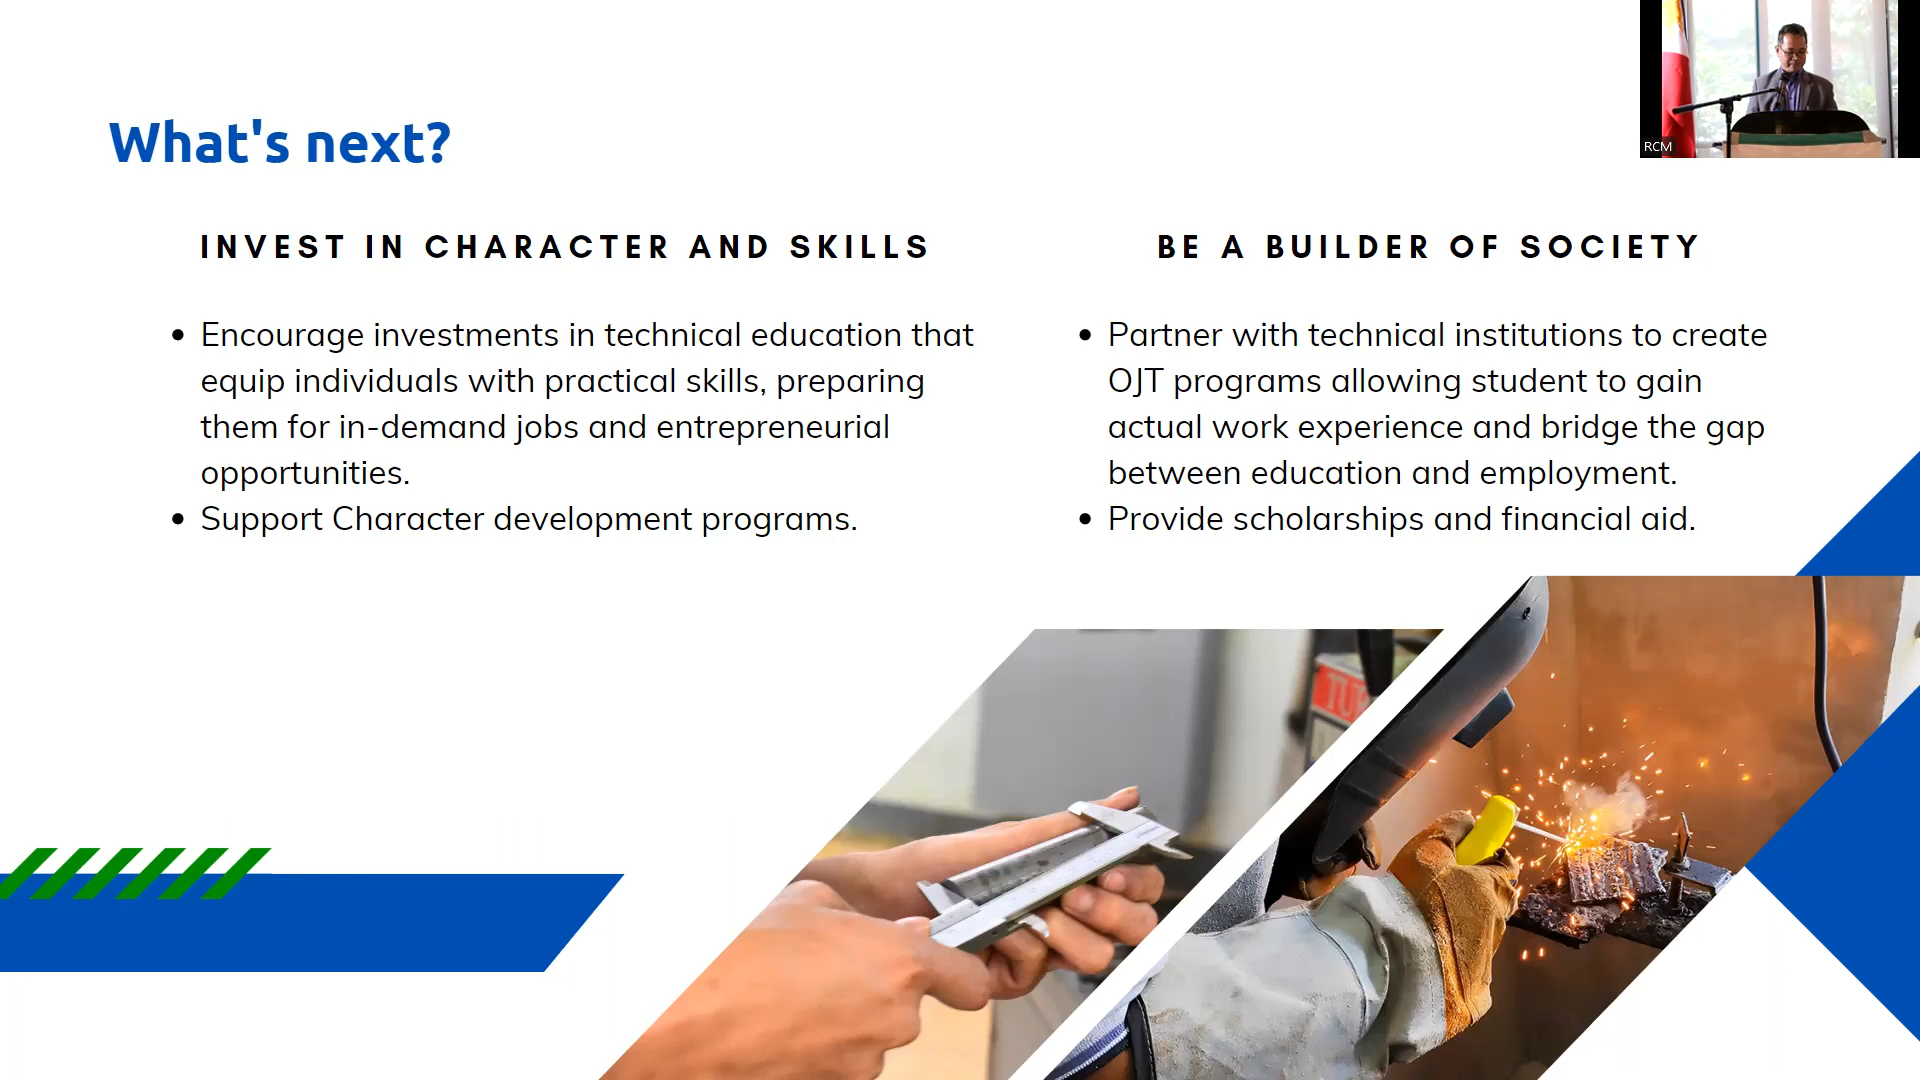 What's next?
INVEST IN CHARACTER AND SKILLS
• Encourage investments in technical education that
equip individuals with practical skills, preparing
them for in-demand jobs and entrepreneurial
opportunities.
• Support Character development programs.
BE A BUILDER OF SOCIETY
• Partner with technical institutions to create
OJT programs allowing student to gain
actual work experience and bridge the gap
between education and employment.
• Provide scholarships and financial aid.
RCM